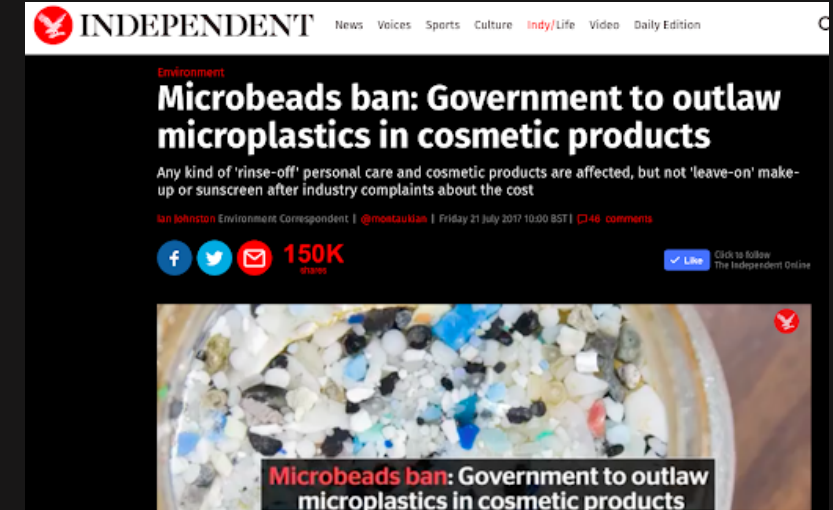 INDEPENDENT News Voices Sports Culture Indy/Life Video Daily Edition
Environment
Microbeads ban: Government to outlaw
microplastics in cosmetic products
Any kind of 'rinse-off' personal care and cosmetic products are affected, but not 'leave-on' make-
up or sunscreen after industry complaints about the cost
Ian Johnston Environment Correspondent | @montaukian | Friday 21 July 2017 10:00 BST | 46 comments
f 150K
shares
Like
Click to follow
The Independent Online
Microbeads ban: Government to outlaw
microplastics in cosmetic products